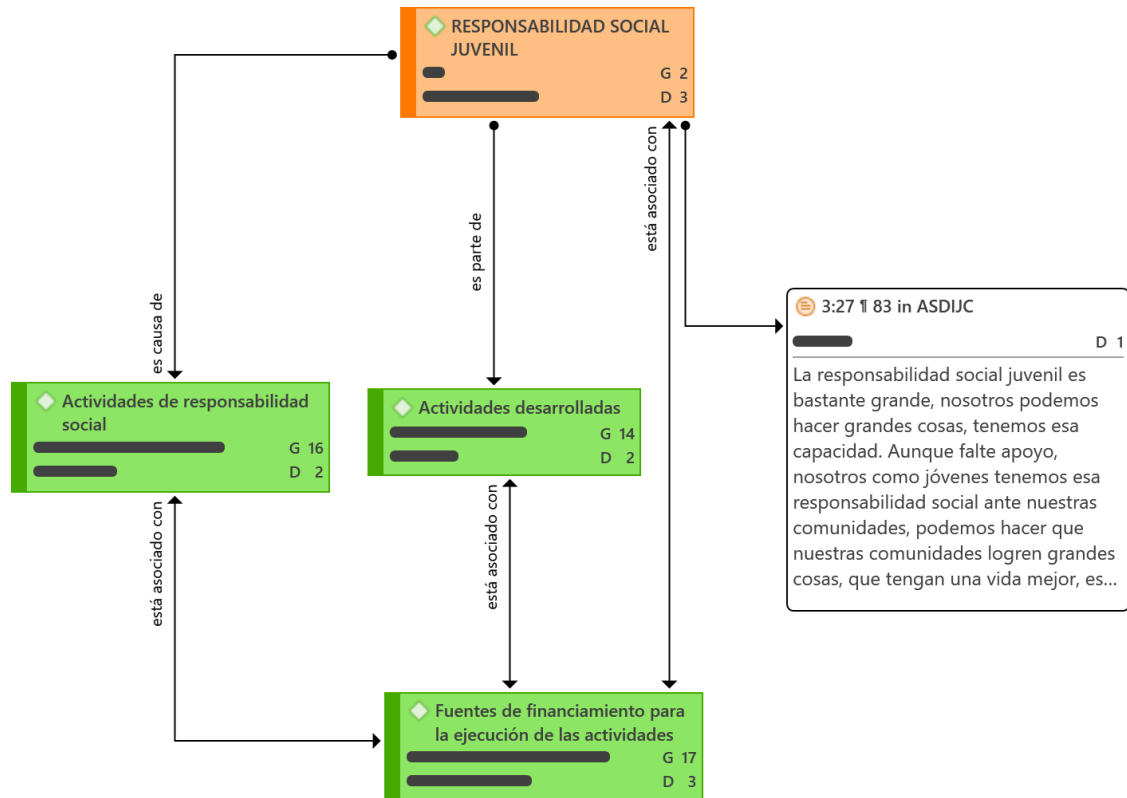 RESPONSABILIDAD SOCIAL
JUVENIL
G 2
D 3
es causa de
es parte de
está asociado con
3:27 ¶ 83 in ASDIJC
D 1
La responsabilidad social juvenil es
bastante grande, nosotros podemos
hacer grandes cosas, tenemos esa
capacidad. Aunque falte apoyo,
nosotros como jóvenes tenemos esa
responsabilidad social ante nuestras
comunidades, podemos hacer que
nuestras comunidades logren grandes
cosas, que tengan una vida mejor, es...
Actividades de responsabilidad
social
G 16
D 2
Actividades desarrolladas
G 14
D 2
está asociado con
está asociado con
Fuentes de financiamiento para
la ejecución de las actividades
G 17
D 3